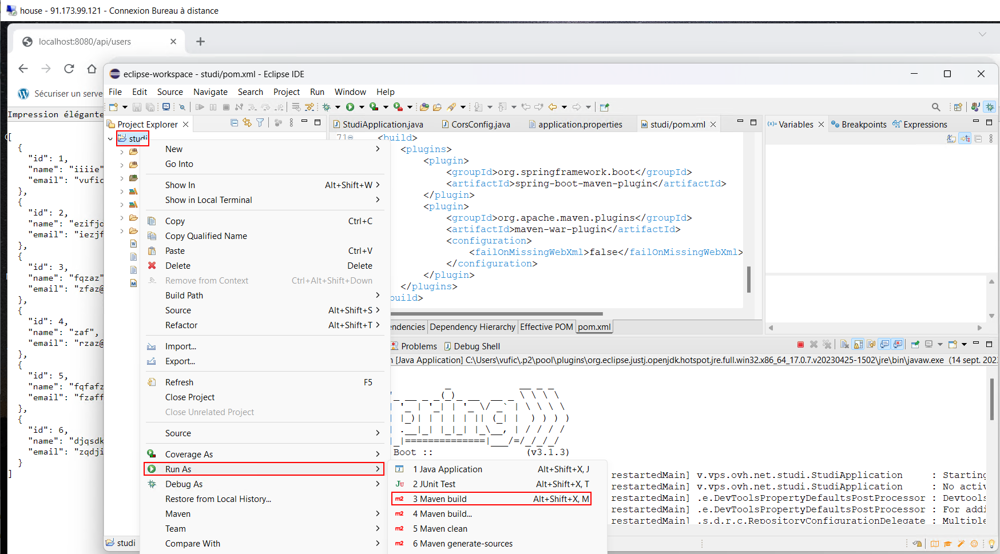 house - 91.173.99.121 - Connexion Bureau à distance
localhost:8080/api/users
Sécuriser un serve
Impression élégante
[
{
"id": 1,
"name": "iiiie"
"email": "vufic
},
{
"id": 2,
"name": "ezifjo
"email": "iezjf
},
{
"id": 3,
"name": "fqzaz"
"email": "zfaz@
},
{
"id": 4,
"name": "zaf",
"email": "rzaz@
},
{
"id": 5,
"name": "fqfafz
"email": "fzaff
},
{
"id": 6,
"name": "djqsdk
"email": "zqdji
}
]
eclipse-workspace - studi/pom.xml - Eclipse IDE
File Edit Source Navigate Search Project Run Window Help
Project Explorer
studi
New
Go Into
Show In Alt+Shift+W
Show in Local Terminal
Copy Ctrl+C
Copy Qualified Name
Paste Ctrl+V
Delete Delete
Remove from Context Ctrl+Alt+Shift+Down
Build Path
Source Alt+Shift+S
Refactor Alt+Shift+T
Import...
Export...
Refresh F5
Close Project
Close Unrelated Project
Source
Coverage As
Run As
Debug As
Restore from Local History...
Maven
Team
Compare With
1 Java Application Alt+Shift+X, J
2 JUnit Test Alt+Shift+X, T
3 Maven build Alt+Shift+X, M
4 Maven build...
5 Maven clean
6 Maven generate-sources
StudiApplication.java CorsConfig.java application.properties studi/pom.xml
71 <build>
<plugins>
<plugin>
<groupId>org.springframework.boot</groupId>
<artifactId>spring-boot-maven-plugin</artifactId>
</plugin>
<plugin>
<groupId>org.apache.maven.plugins</groupId>
<artifactId>maven-war-plugin</artifactId>
<configuration>
<failOnMissingWebXml>false</failOnMissingWebXml>
</configuration>
</plugin>
</plugins>
build>
endencies Dependency Hierarchy Effective POM pom.xml
(x)= Variables Breakpoints Expressions
Problems Debug Shell
n [Java Application] C:\Users\vufic\.p2\pool\plugins\org.eclipse.justj.openjdk.hotspot.jre.full.win32.x86_64_17.0.7.v20230425-1502\jre\bin\javaw.exe (14 sept. 202
Boot :: (v3.1.3)
restartedMain] v.vps.ovh.net.studi.StudiApplication : Starting
restartedMain] v.vps.ovh.net.studi.StudiApplication : No activ
restartedMain] .e.DevToolsPropertyDefaultsPostProcessor : Devtools
restartedMain] .e.DevToolsPropertyDefaultsPostProcessor : For addi
restartedMain] .s.d.r.c.RepositoryConfigurationDelegate : Multiple
studi